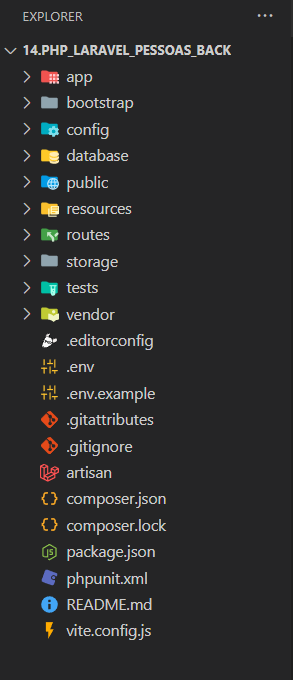 EXPLORER
14.PHP_LARAVEL_PESSOAS_BACK
app
bootstrap
config
database
public
resources
routes
storage
tests
vendor
.editorconfig
.env
.env.example
.gitattributes
.gitignore
artisan
composer.json
composer.lock
package.json
phpunit.xml
README.md
vite.config.js